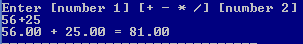 Enter [number 1] [+ - * /] [number 2]
56+25
56.00 + 25.00 = 81.00